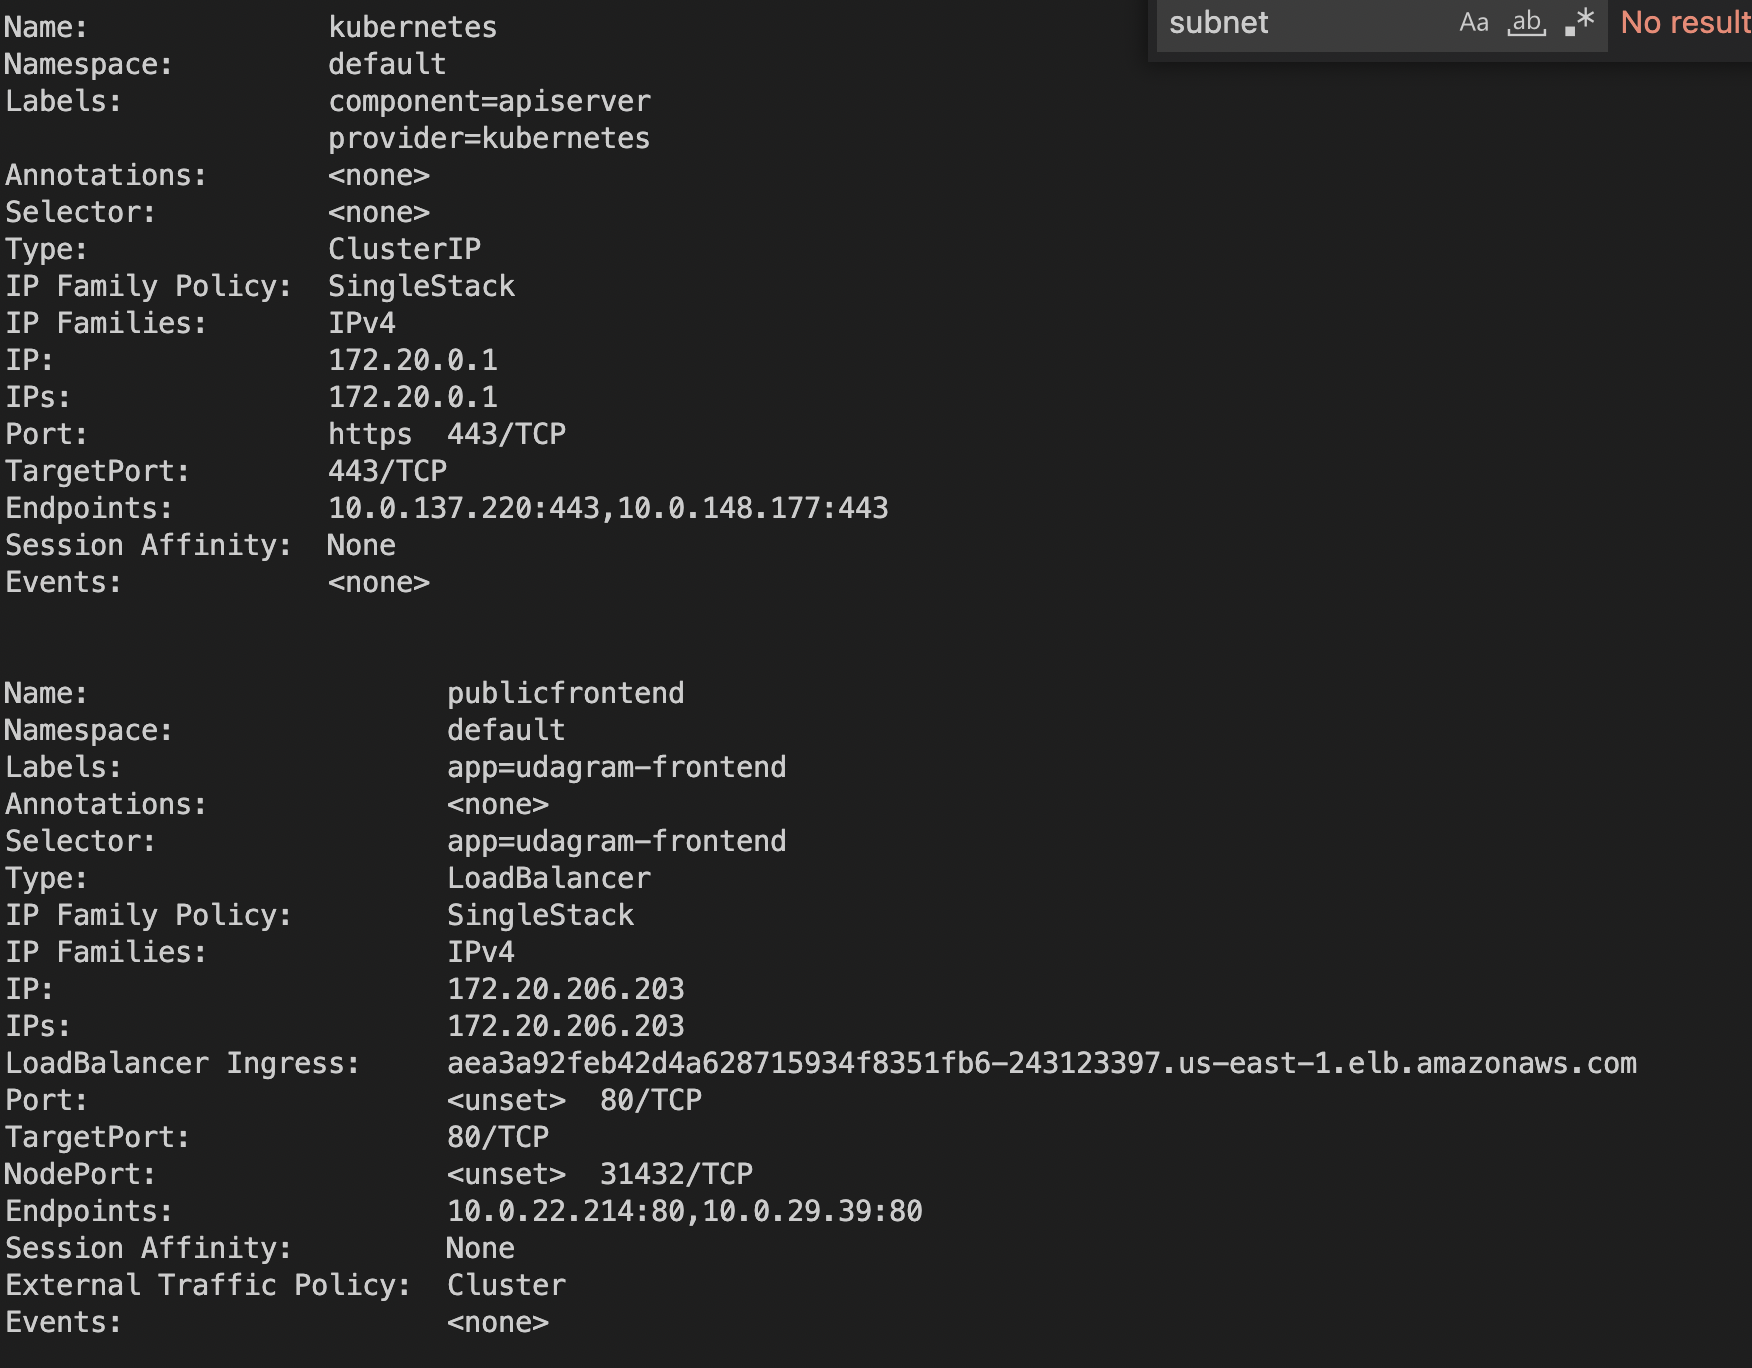 subnet Aa ab .* No result
Name: kubernetes
Namespace: default
Labels: component=apiserver
provider=kubernetes
Annotations: <none>
Selector: <none>
Type: ClusterIP
IP Family Policy: SingleStack
IP Families: IPv4
IP: 172.20.0.1
IPs: 172.20.0.1
Port: https 443/TCP
TargetPort: 443/TCP
Endpoints: 10.0.137.220:443,10.0.148.177:443
Session Affinity: None
Events: <none>
Name: publicfrontend
Namespace: default
Labels: app=udagram-frontend
Annotations: <none>
Selector: app=udagram-frontend
Type: LoadBalancer
IP Family Policy: SingleStack
IP Families: IPv4
IP: 172.20.206.203
IPs: 172.20.206.203
LoadBalancer Ingress: aea3a92feb42d4a628715934f8351fb6-243123397.us-east-1.elb.amazonaws.com
Port: <unset> 80/TCP
TargetPort: 80/TCP
NodePort: <unset> 31432/TCP
Endpoints: 10.0.22.214:80,10.0.29.39:80
Session Affinity: None
External Traffic Policy: Cluster
Events: <none>